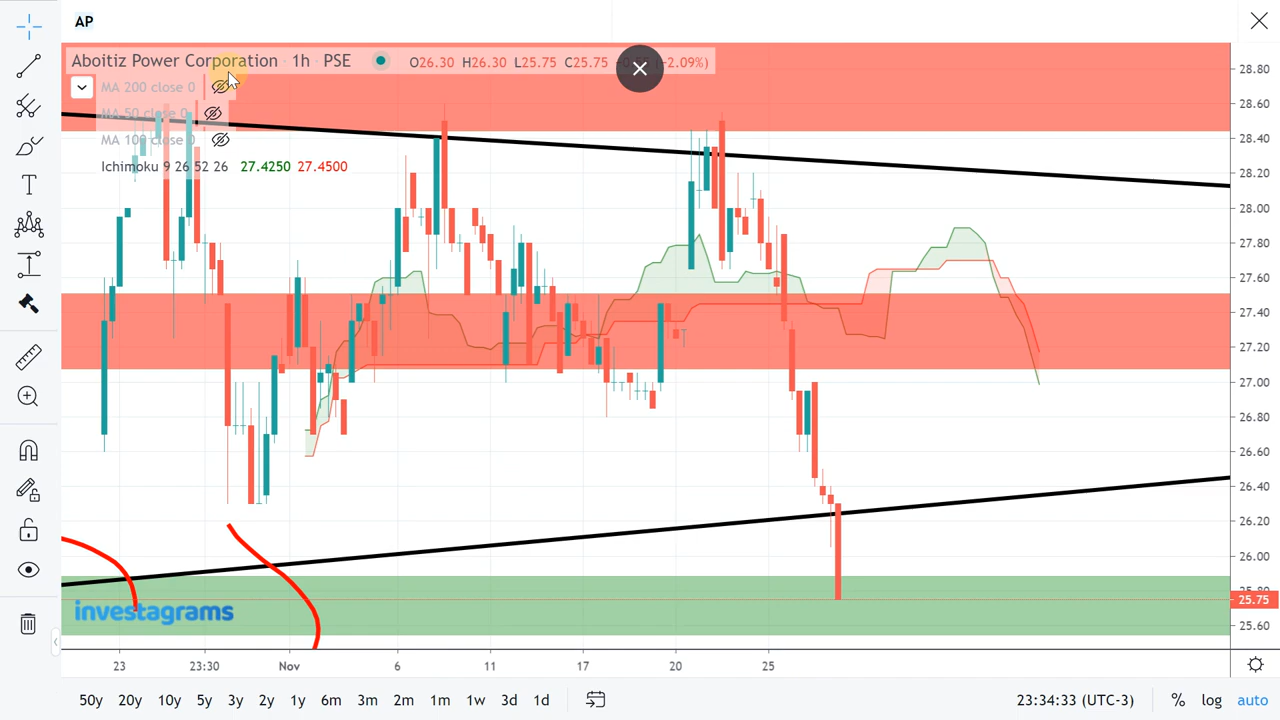 AP
Aboitiz Power Corporation · 1h · PSE O26.30 H26.30 L25.75 C25.75 (−2.09%)
MA 200 close 0
MA 50 close 0
MA 100 close 0
Ichimoku 9 26 52 26 27.4250 27.4500
28.80
28.60
28.40
28.20
28.00
27.80
27.60
27.40
27.20
27.00
26.80
26.60
26.40
26.20
26.00
25.75
25.60
investagrams
23 23:30 Nov 6 11 17 20 25
50y 20y 10y 5y 3y 2y 1y 6m 3m 2m 1m 1w 3d 1d 23:34:33 (UTC-3) % log auto